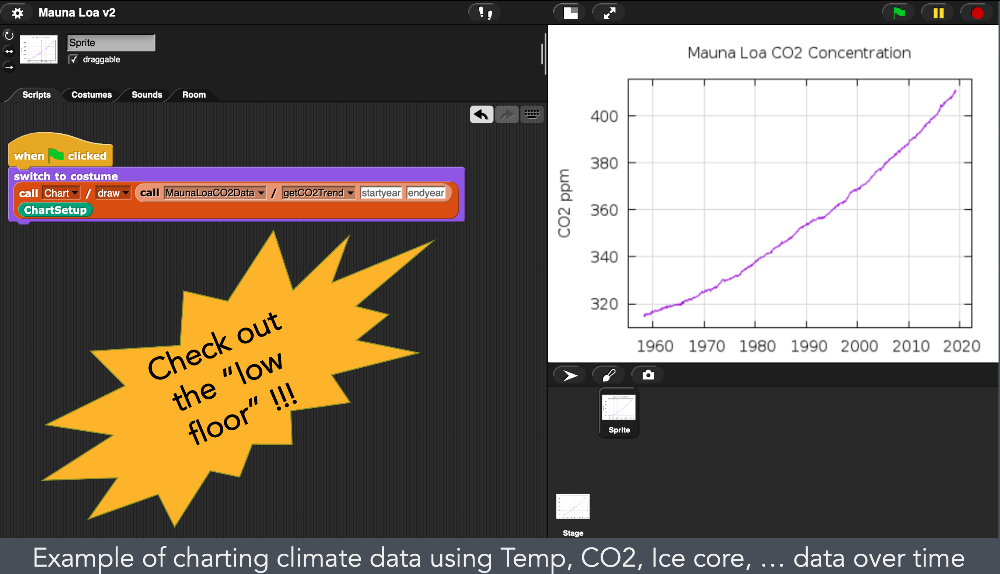 Mauna Loa v2
Sprite
draggable
Scripts Costumes Sounds Room
when clicked
switch to costume
call Chart / draw call MaunaLoaCO2Data / getCO2Trend startyear endyear
ChartSetup
Check out
the “low
floor” !!!
Mauna Loa CO2 Concentration
CO2 ppm
400
380
360
340
320
1960 1970 1980 1990 2000 2010 2020
Sprite
Stage
Example of charting climate data using Temp, CO2, Ice core, ... data over time